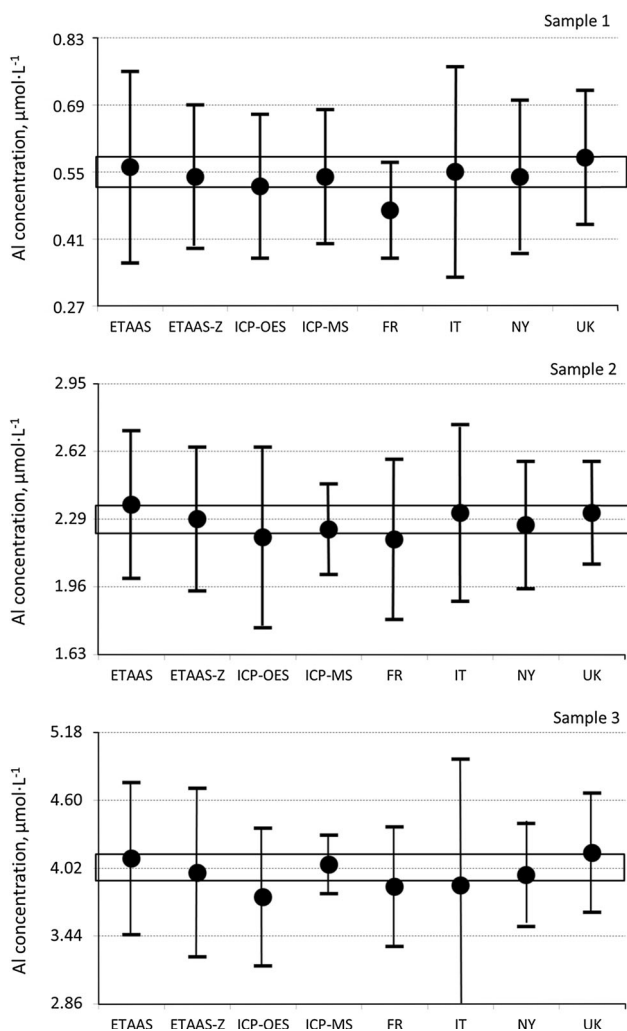 Sample 1
Al concentration, µmol·L⁻¹
0.83
0.69
0.55
0.41
0.27
ETAAS ETAAS-Z ICP-OES ICP-MS FR IT NY UK
Sample 2
Al concentration, µmol·L⁻¹
2.95
2.62
2.29
1.96
1.63
ETAAS ETAAS-Z ICP-OES ICP-MS FR IT NY UK
Sample 3
Al concentration, µmol·L⁻¹
5.18
4.60
4.02
3.44
2.86
ETAAS ETAAS-Z ICP-OES ICP-MS FR IT NY UK